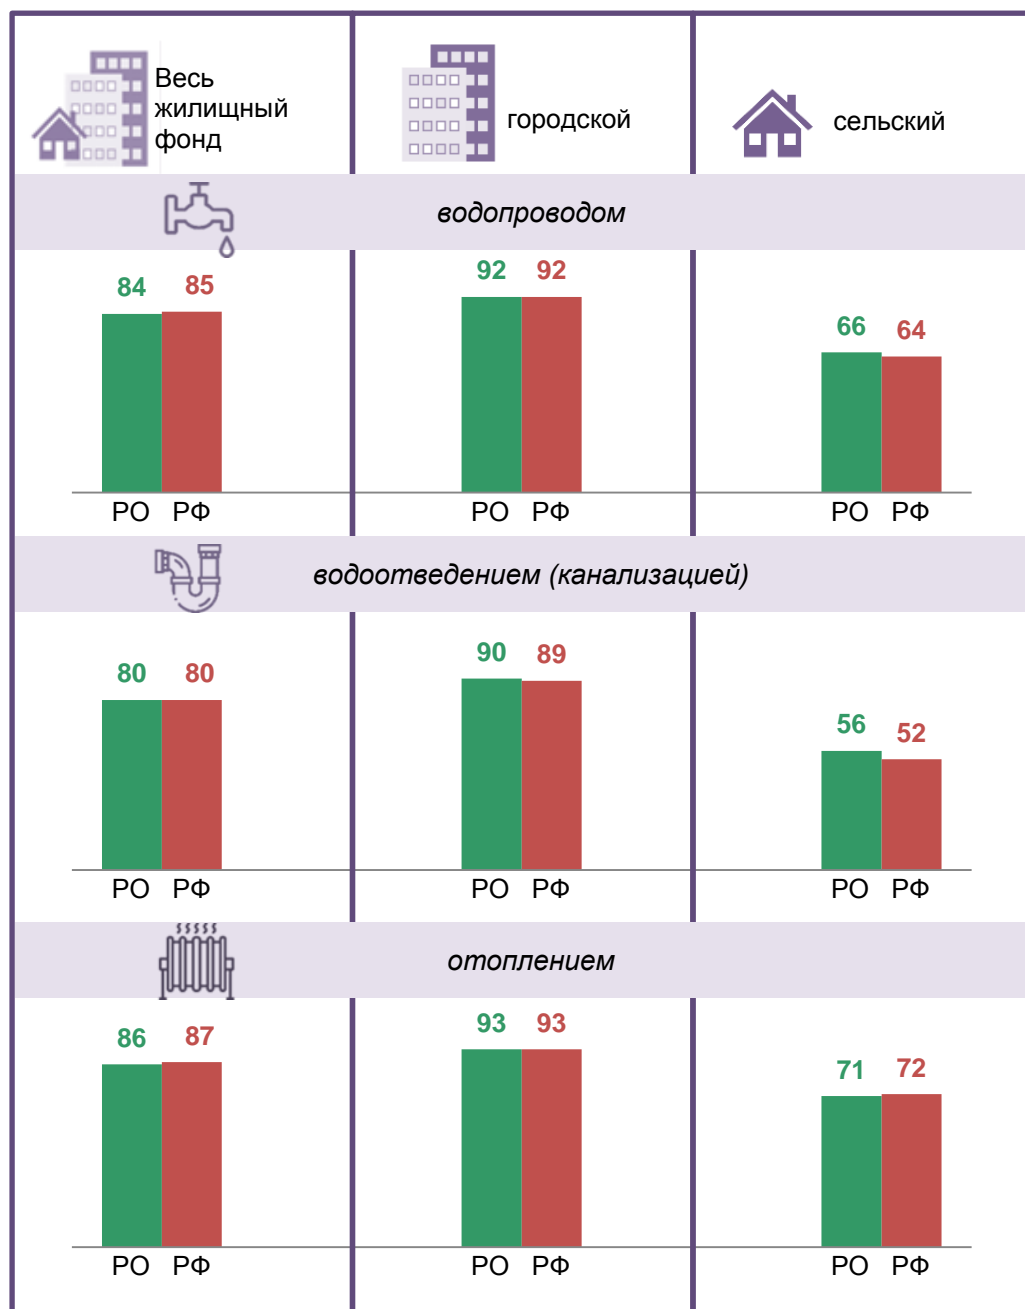 Весь
жилищный
фонд
городской
сельский
водопроводом
84 85
92 92
66 64
РО РФ
РО РФ
РО РФ
водоотведением (канализацией)
80 80
90 89
56 52
РО РФ
РО РФ
РО РФ
отоплением
86 87
93 93
71 72
РО РФ
РО РФ
РО РФ